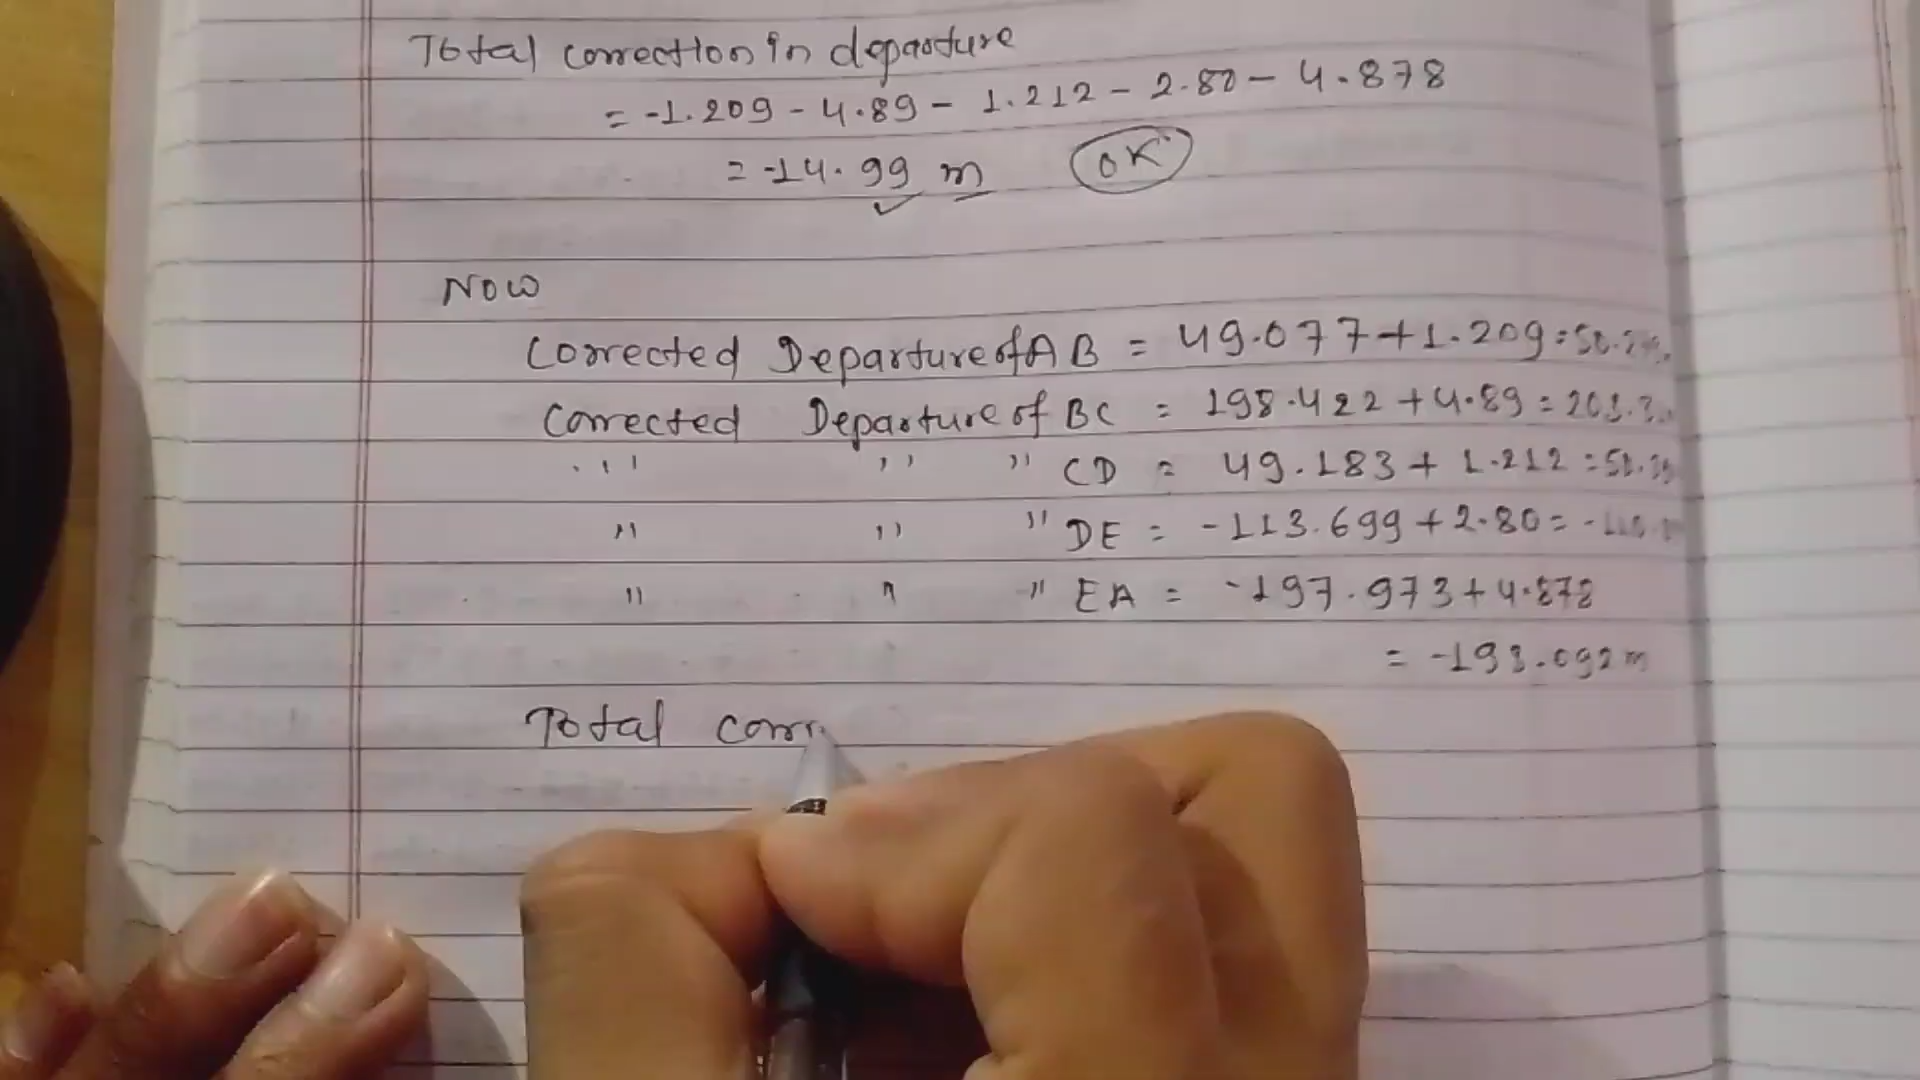 Total correction in departure
= -1.209 - 4.89 - 1.212 - 2.80 - 4.878
= -14.99 m OK
Now
Corrected Departure of AB = 49.077 + 1.209 =
Corrected Departure of BC = 198.422 + 4.89 =
,, ,, ,, CD = 49.183 + 1.212 =
,, ,, ,, DE = -113.699 + 2.80 =
,, ,, ,, EA = -197.973 + 4.878
= -193.092 m
Total corr